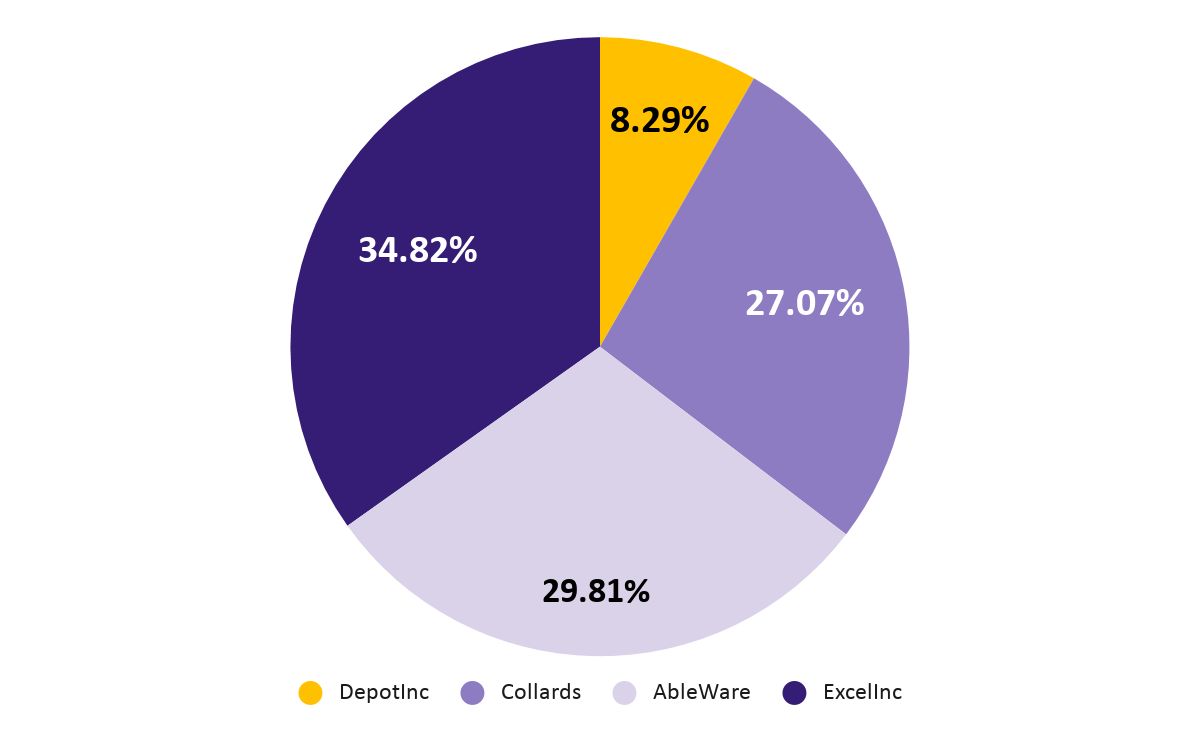 8.29%
34.82%
27.07%
29.81%
DepotInc Collards AbleWare ExcelInc